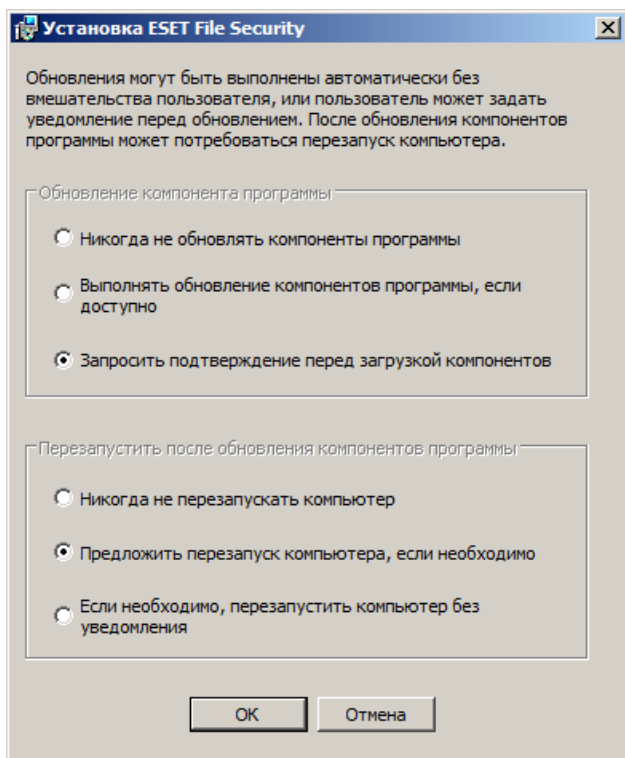 Установка ESET File Security
Обновления могут быть выполнены автоматически без
вмешательства пользователя, или пользователь может задать
уведомление перед обновлением. После обновления компонентов
программы может потребоваться перезапуск компьютера.
Обновление компонента программы
Никогда не обновлять компоненты программы
Выполнять обновление компонентов программы, если
доступно
Запросить подтверждение перед загрузкой компонентов
Перезапустить после обновления компонентов программы
Никогда не перезапускать компьютер
Предложить перезапуск компьютера, если необходимо
Если необходимо, перезапустить компьютер без
уведомления
ОК
Отмена